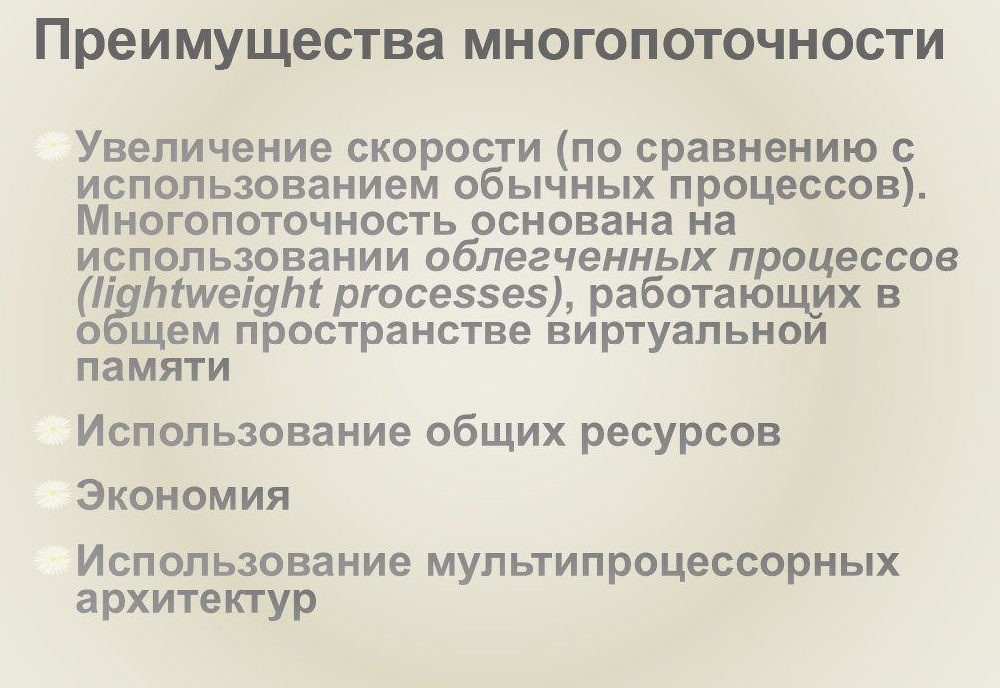 Преимущества многопоточности
Увеличение скорости (по сравнению с
использованием обычных процессов).
Многопоточность основана на
использовании облегченных процессов
(lightweight processes), работающих в
общем пространстве виртуальной
памяти
Использование общих ресурсов
Экономия
Использование мультипроцессорных
архитектур